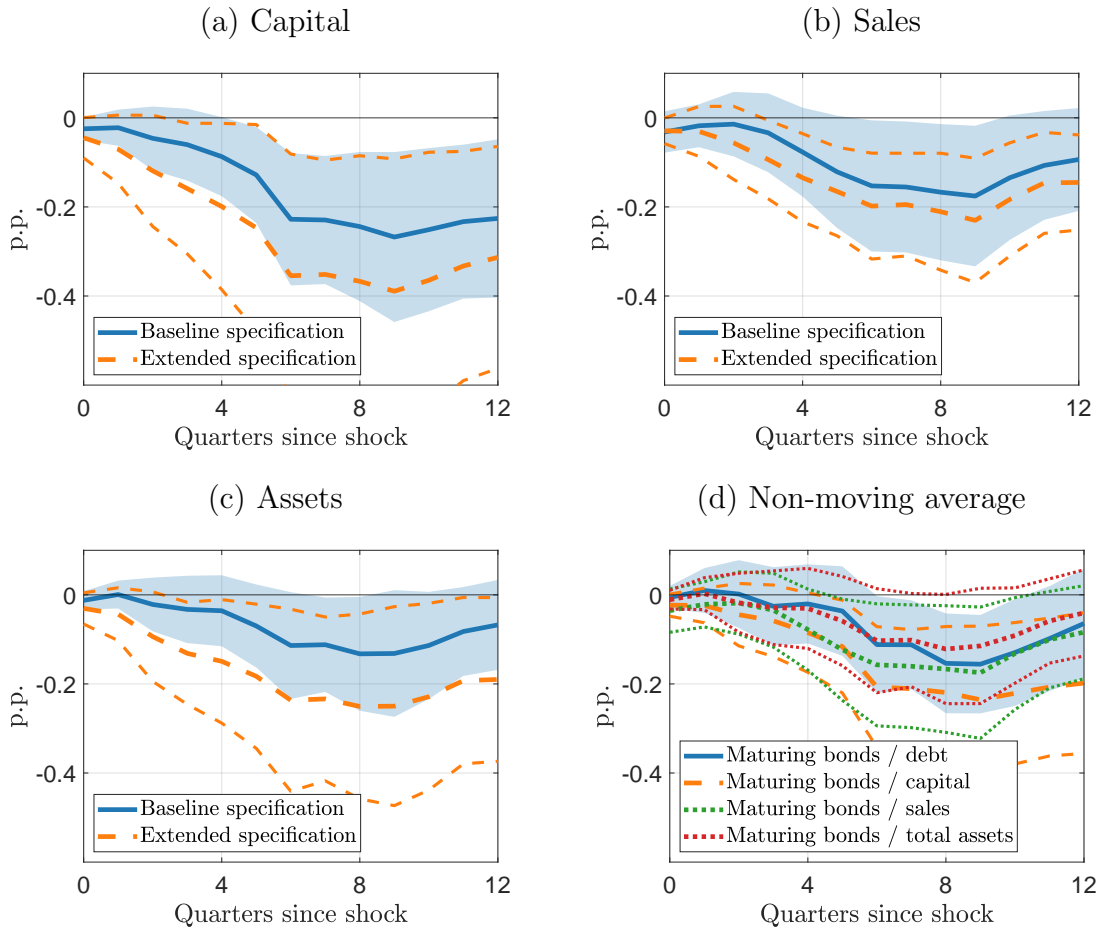 (a) Capital
0
-0.2
-0.4
p.p.
Baseline specification
Extended specification
0 4 8 12
Quarters since shock
(b) Sales
0
-0.2
-0.4
p.p.
Baseline specification
Extended specification
0 4 8 12
Quarters since shock
(c) Assets
0
-0.2
-0.4
p.p.
Baseline specification
Extended specification
0 4 8 12
Quarters since shock
(d) Non-moving average
0
-0.2
-0.4
p.p.
Maturing bonds / debt
Maturing bonds / capital
Maturing bonds / sales
Maturing bonds / total assets
0 4 8 12
Quarters since shock